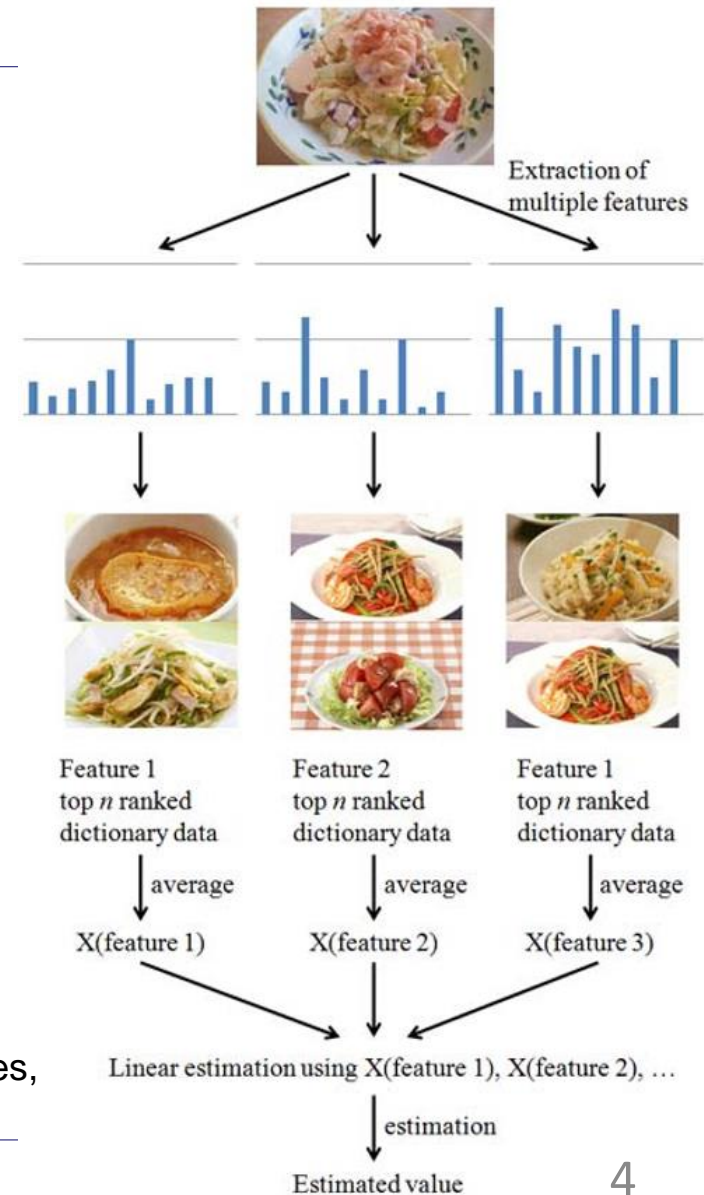 Extraction of
multiple features
Feature 1
top n ranked
dictionary data
Feature 2
top n ranked
dictionary data
Feature 1
top n ranked
dictionary data
average
average
average
X(feature 1)
X(feature 2)
X(feature 3)
es,
Linear estimation using X(feature 1), X(feature 2), …
estimation
Estimated value
4